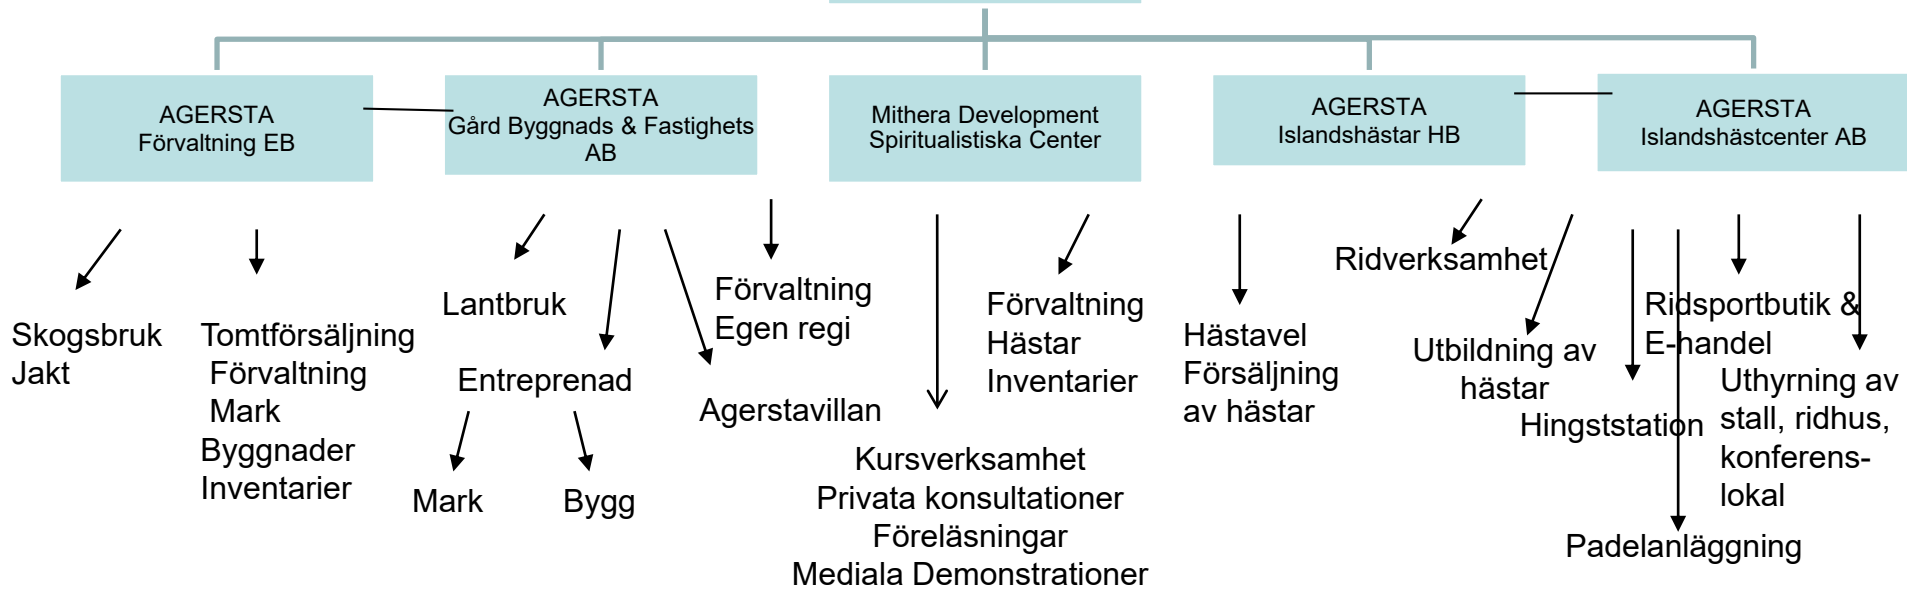 AGERSTA
Förvaltning EB
AGERSTA
Gård Byggnads & Fastighets
AB
Mithera Development
Spiritualistiska Center
AGERSTA
Islandshästar HB
AGERSTA
Islandshästcenter AB
Skogsbruk
Jakt
Tomtförsäljning
Förvaltning
Mark
Byggnader
Inventarier
Lantbruk
Entreprenad
Mark
Bygg
Förvaltning
Egen regi
Agerstavillan
Kursverksamhet
Privata konsultationer
Föreläsningar
Mediala Demonstrationer
Förvaltning
Hästar
Inventarier
Hästavel
Försäljning
av hästar
Ridverksamhet
Utbildning av
hästar
Hingststation
Ridsportbutik &
E-handel
Uthyrning av
stall, ridhus,
konferens-
lokal
Padelanläggning